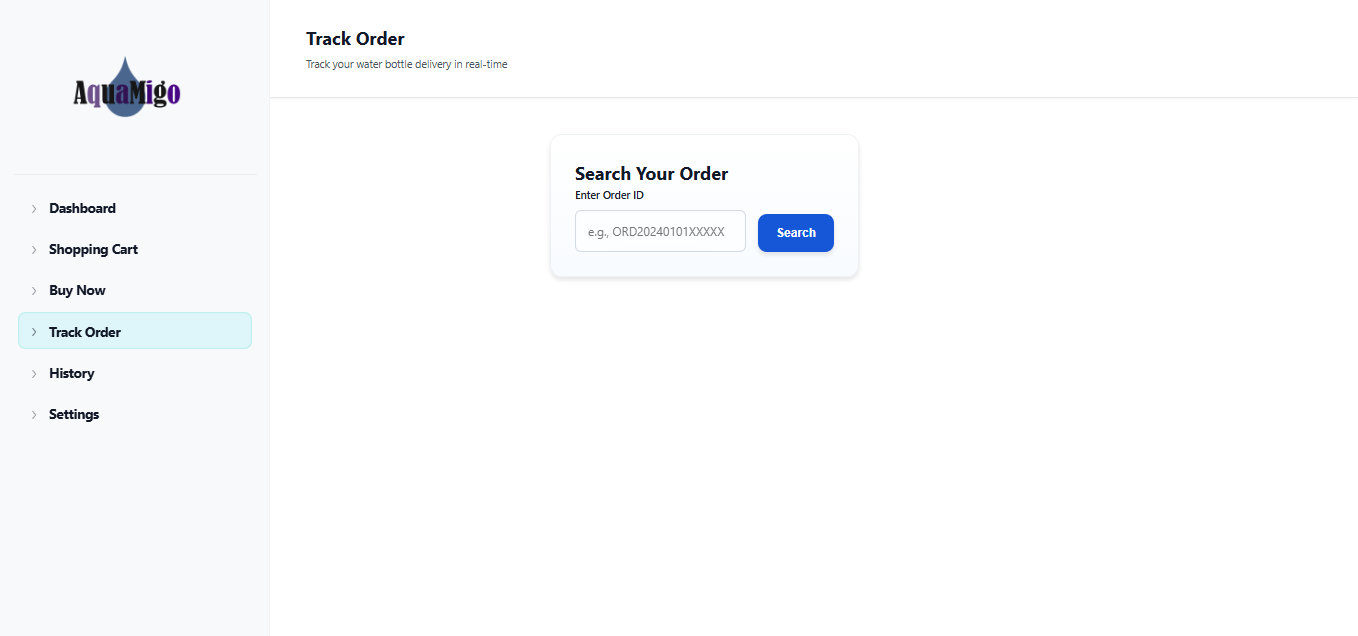 AquaMigo
Dashboard
Shopping Cart
Buy Now
Track Order
History
Settings
Track Order
Track your water bottle delivery in real-time
Search Your Order
Enter Order ID
e.g., ORD20240101XXXXX
Search